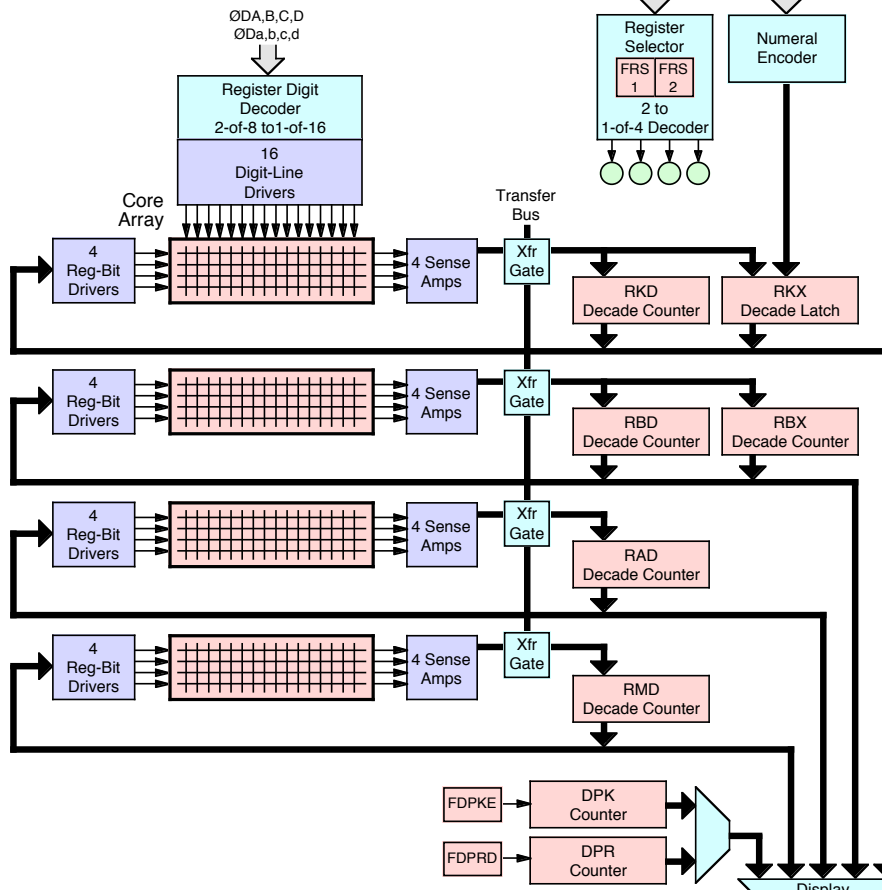 ØDA,B,C,D
ØDa,b,c,d
Register Digit
Decoder
2-of-8 to1-of-16
16
Digit-Line
Drivers
Register
Selector
FRS
1
FRS
2
2 to
1-of-4 Decoder
Numeral
Encoder
Core
Array
Transfer
Bus
4
Reg-Bit
Drivers
4 Sense
Amps
Xfr
Gate
RKD
Decade Counter
RKX
Decade Latch
4
Reg-Bit
Drivers
4 Sense
Amps
Xfr
Gate
RBD
Decade Counter
RBX
Decade Counter
4
Reg-Bit
Drivers
4 Sense
Amps
Xfr
Gate
RAD
Decade Counter
4
Reg-Bit
Drivers
4 Sense
Amps
Xfr
Gate
RMD
Decade Counter
FDPKE
DPK
Counter
FDPRD
DPR
Counter
Display